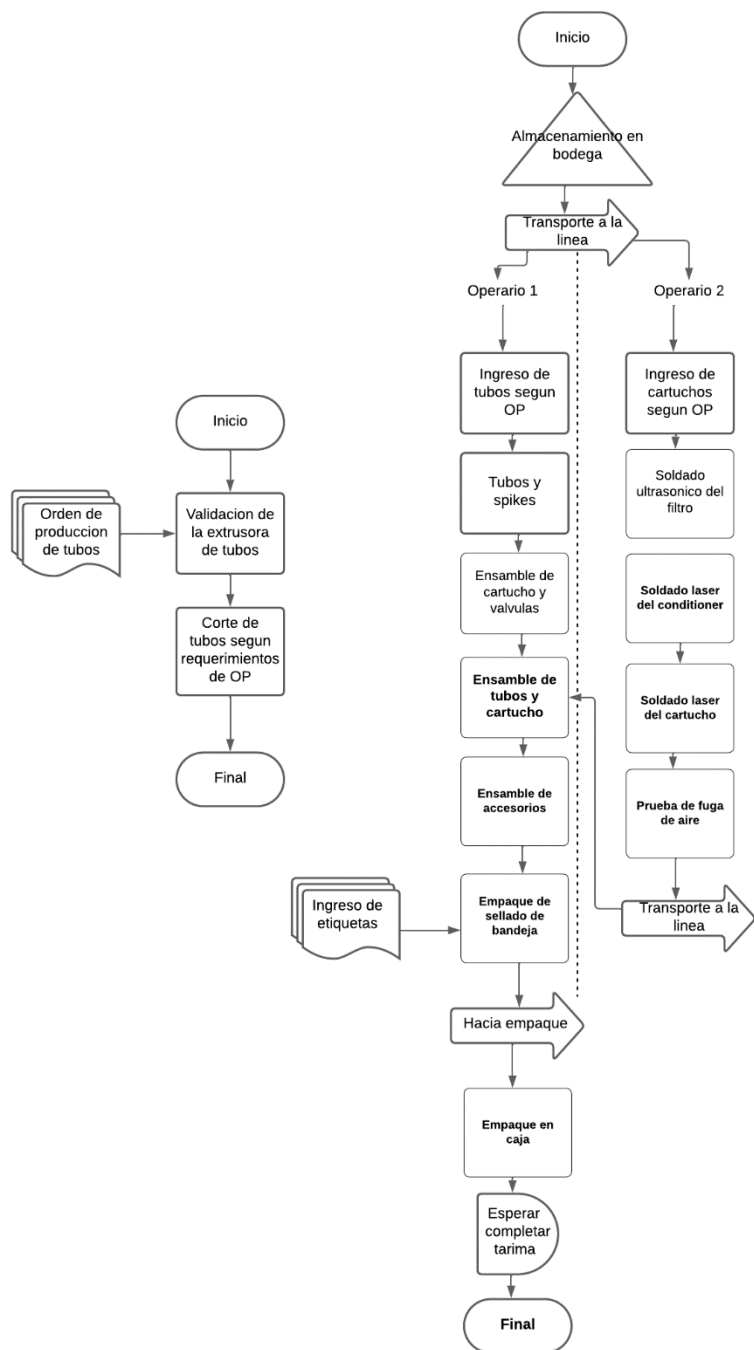 Inicio
Almacenamiento en
bodega
Transporte a la
linea
Operario 1
Operario 2
Ingreso de
tubos segun
OP
Ingreso de
cartuchos
segun OP
Inicio
Tubos y
spikes
Soldado
ultrasonico del
filtro
Orden de
produccion
de tubos
Validacion de
la extrusora
de tubos
Ensamble de
cartucho y
valvulas
Soldado laser
del conditioner
Corte de
tubos segun
requerimientos
de OP
Ensamble de
tubos y
cartucho
Soldado laser
del cartucho
Final
Ensamble de
accesorios
Prueba de fuga
de aire
Ingreso de
etiquetas
Empaque de
sellado de
bandeja
Transporte a la
linea
Hacia empaque
Empaque en
caja
Esperar
completar
tarima
Final